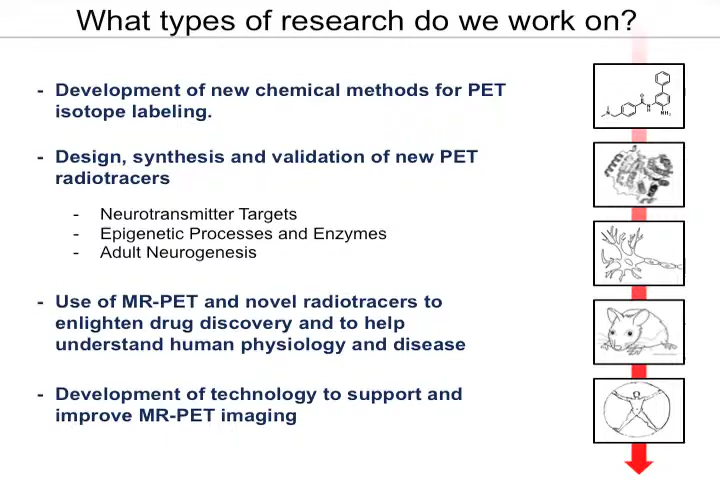 What types of research do we work on?
- Development of new chemical methods for PET
isotope labeling.
- Design, synthesis and validation of new PET
radiotracers
- Neurotransmitter Targets
- Epigenetic Processes and Enzymes
- Adult Neurogenesis
- Use of MR-PET and novel radiotracers to
enlighten drug discovery and to help
understand human physiology and disease
- Development of technology to support and
improve MR-PET imaging